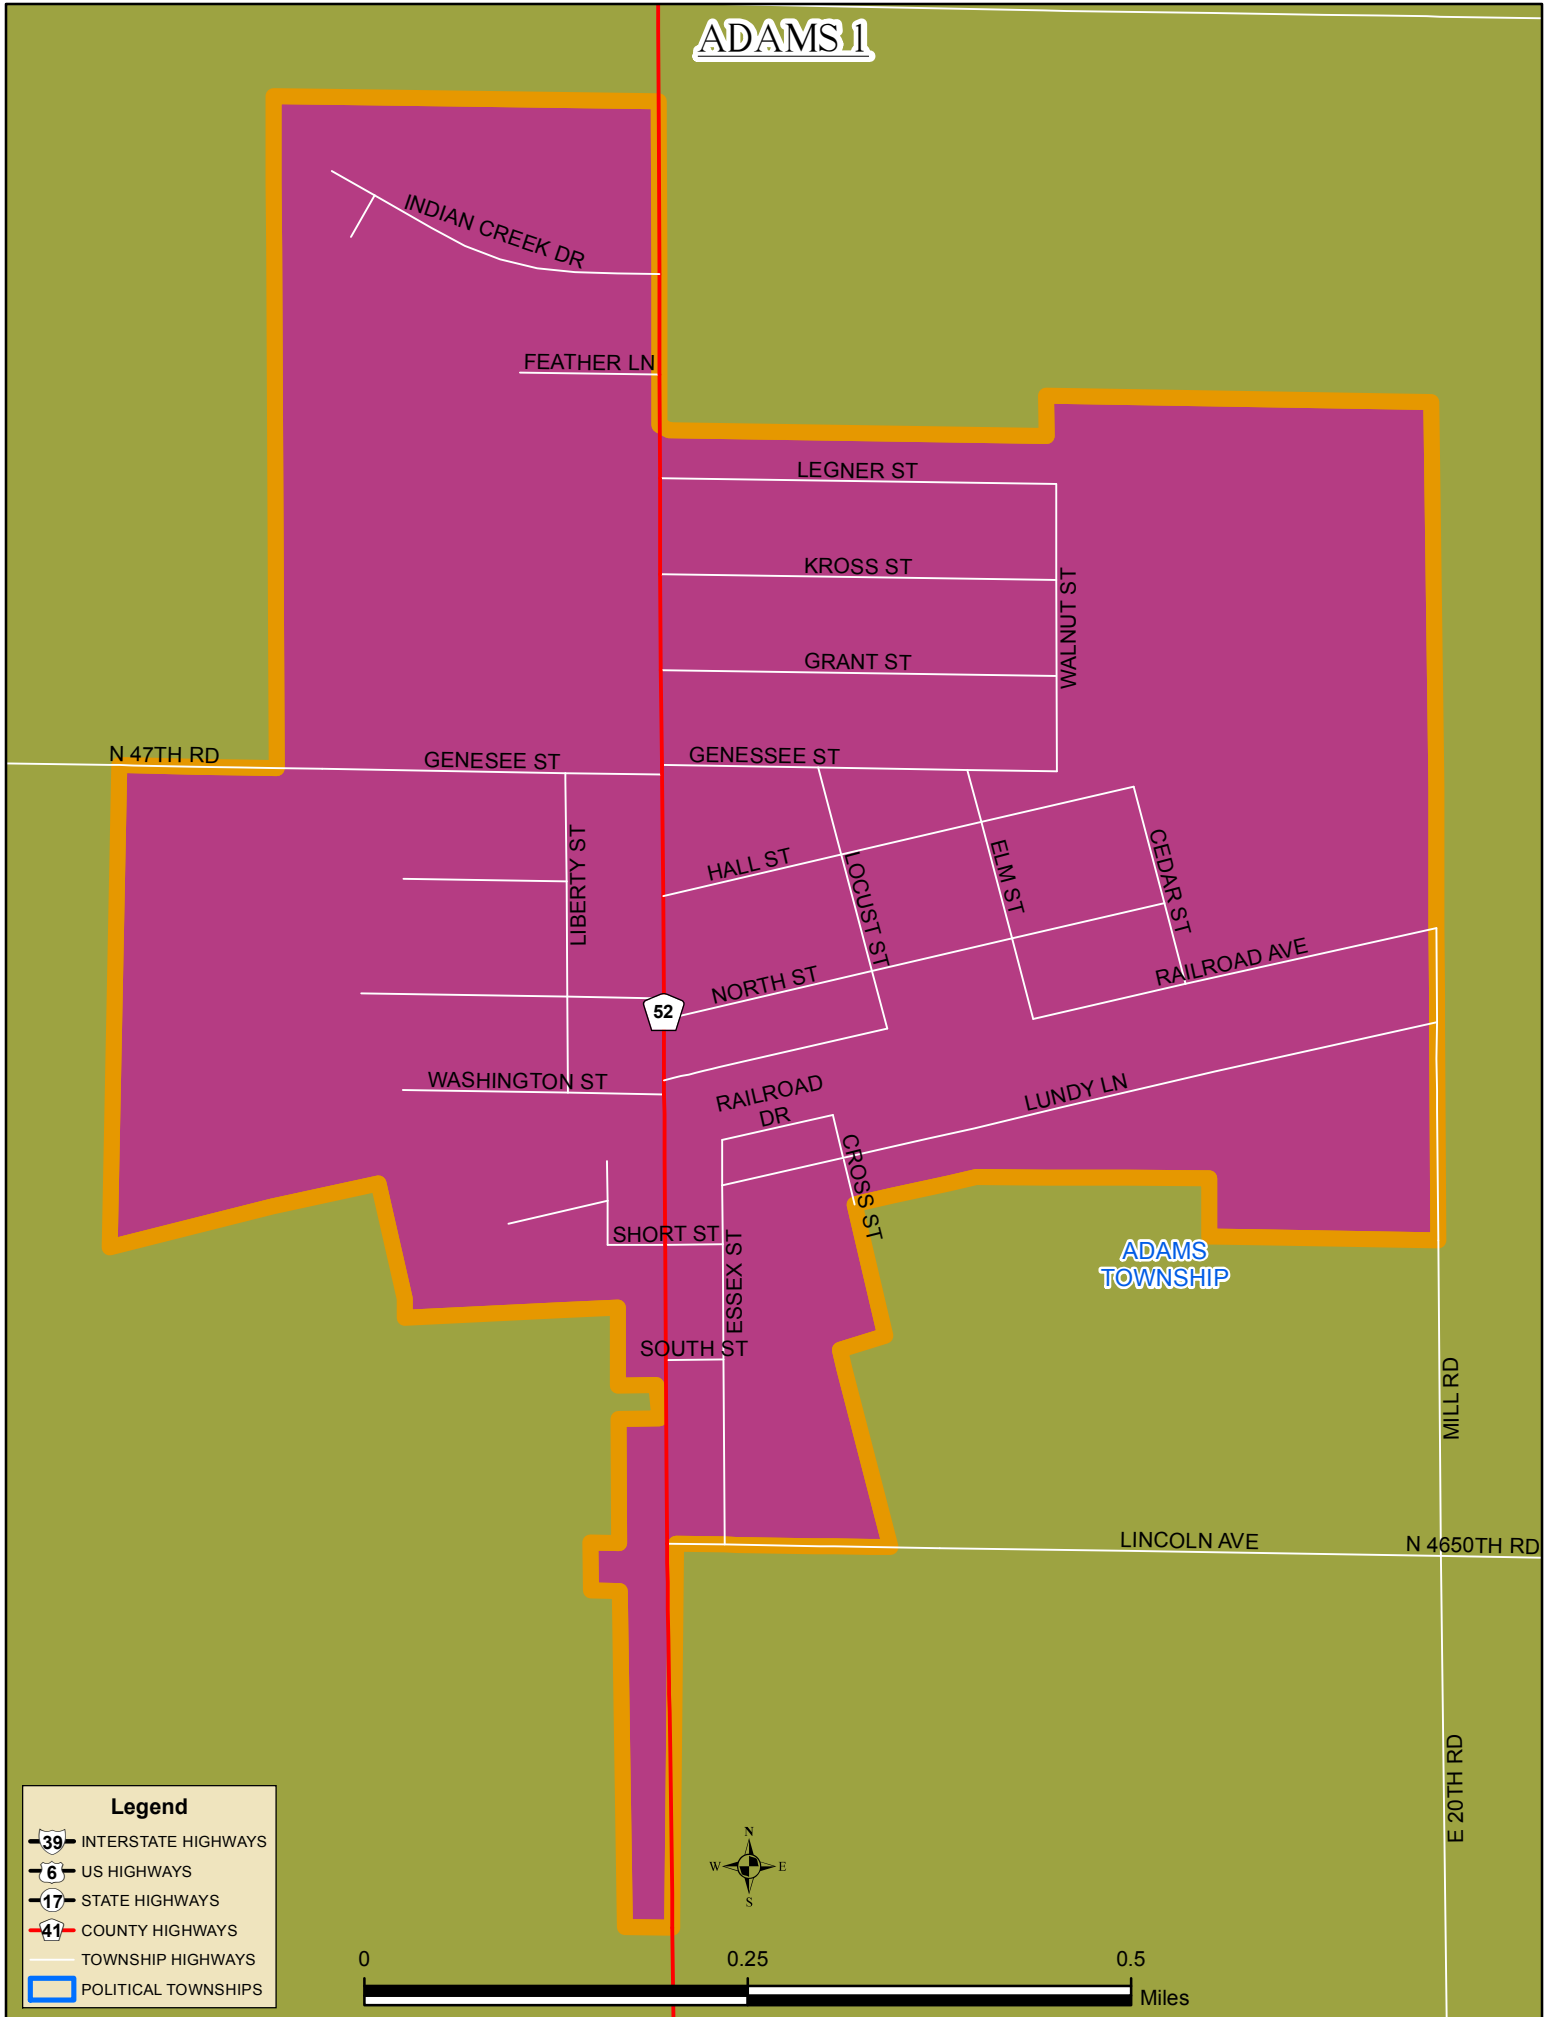 ADAMS 1
INDIAN CREEK DR
FEATHER LN
LEGNER ST
KROSS ST
WALNUT ST
GRANT ST
N 47TH RD
GENESEE ST
GENESSEE ST
LIBERTY ST
HALL ST
LOCUST ST
ELM ST
CEDAR ST
NORTH ST
RAILROAD AVE
52
WASHINGTON ST
RAILROAD
DR
LUNDY LN
CROSS ST
SHORT ST
ESSEX ST
ADAMS
TOWNSHIP
SOUTH ST
MILL RD
LINCOLN AVE
N 4650TH RD
E 20TH RD
Legend
39 INTERSTATE HIGHWAYS
6 US HIGHWAYS
17 STATE HIGHWAYS
41 COUNTY HIGHWAYS
TOWNSHIP HIGHWAYS
POLITICAL TOWNSHIPS
N
W E
S
0 0.25 0.5
Miles